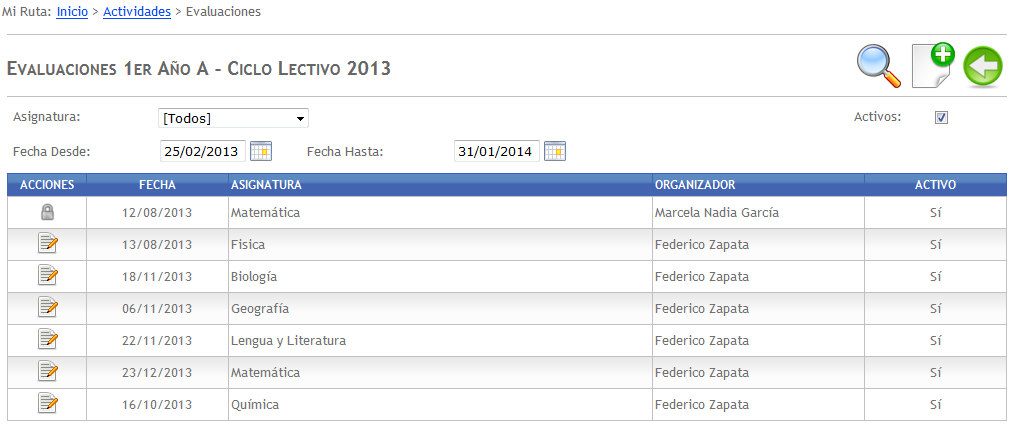 Mi Ruta: Inicio > Actividades > Evaluaciones
Evaluaciones 1er Año A - Ciclo Lectivo 2013
Asignatura: [Todos] Activos:
Fecha Desde: 25/02/2013 Fecha Hasta: 31/01/2014
ACCIONES FECHA ASIGNATURA ORGANIZADOR ACTIVO
12/08/2013 Matemática Marcela Nadia García Sí
13/08/2013 Fisica Federico Zapata Sí
18/11/2013 Biología Federico Zapata Sí
06/11/2013 Geografía Federico Zapata Sí
22/11/2013 Lengua y Literatura Federico Zapata Sí
23/12/2013 Matemática Federico Zapata Sí
16/10/2013 Química Federico Zapata Sí